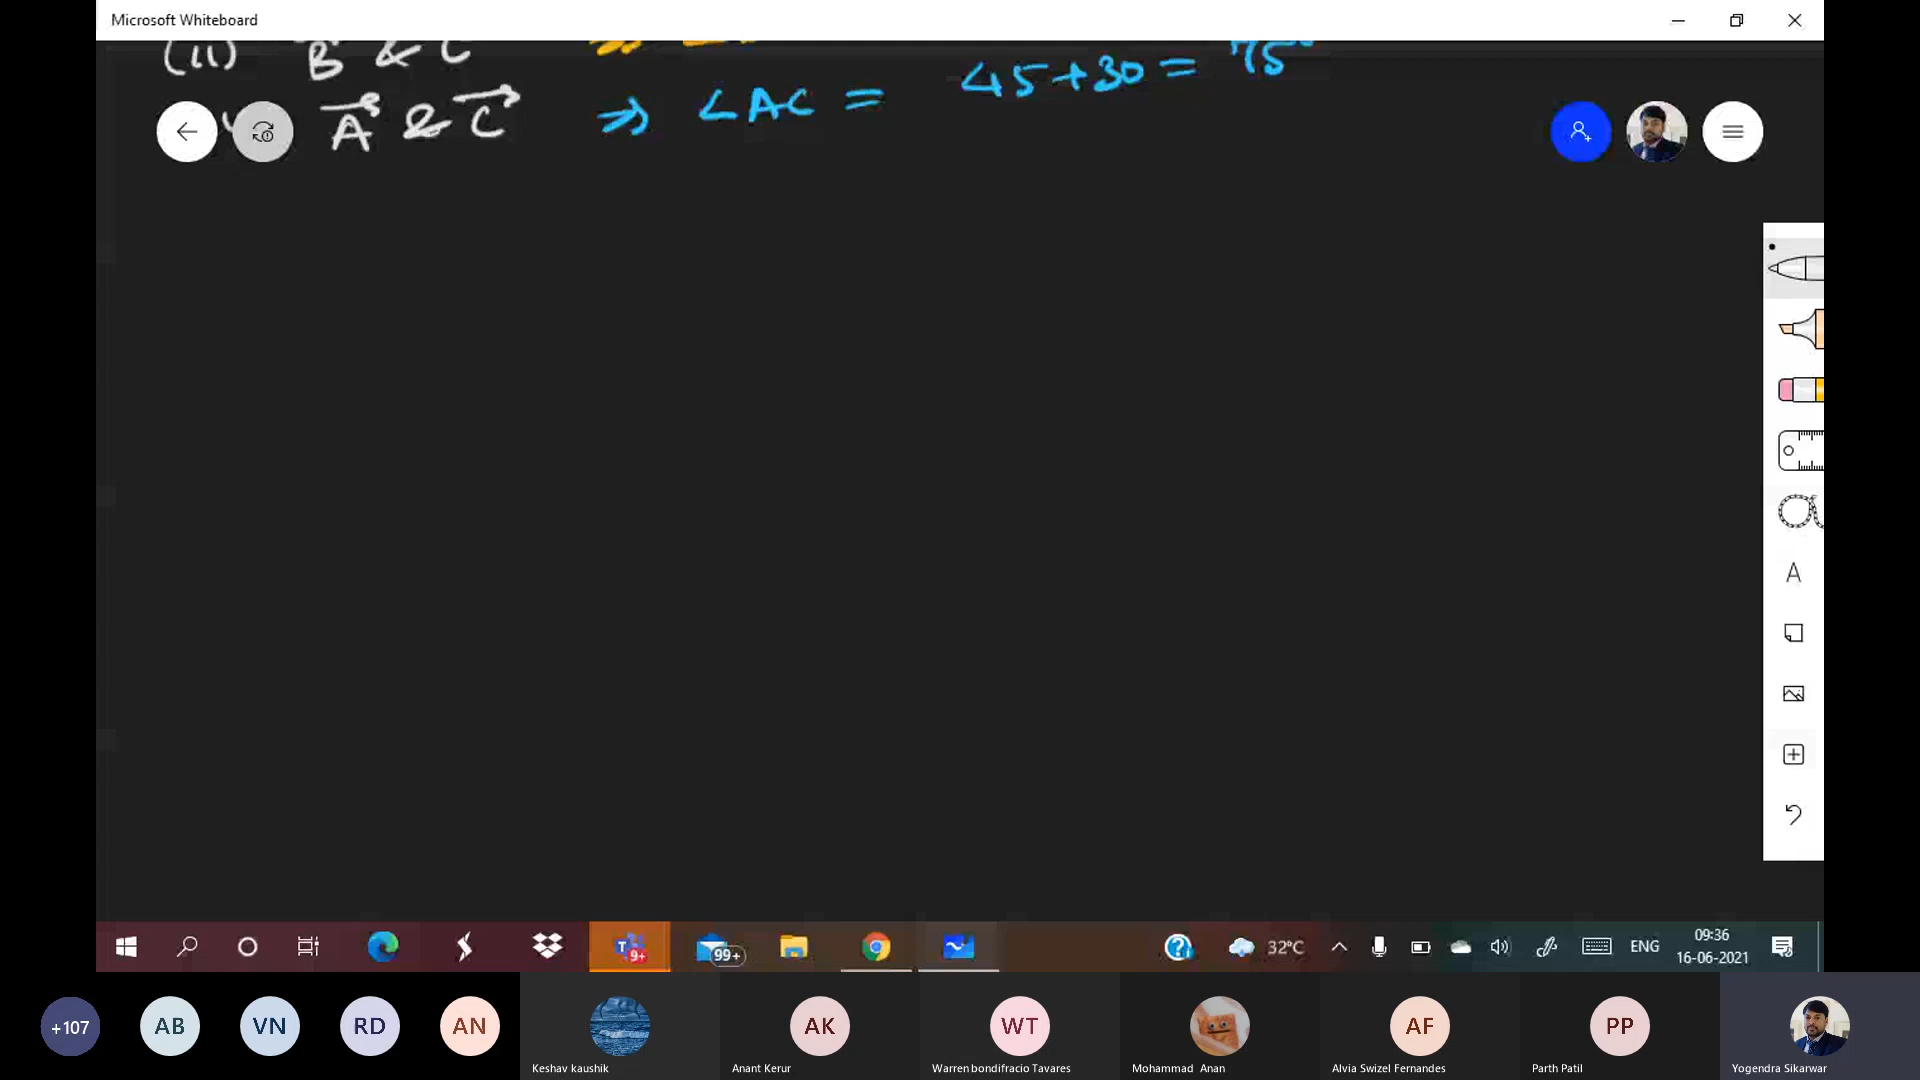 Microsoft Whiteboard
(ii) B & C ⇒
A & C ⇒ ∠AC = 45+30 = 75°
A
T
9+
99+
32°C
ENG
09:36
16-06-2021
+107
AB
VN
RD
AN
AK
WT
AF
PP
Keshav kaushik
Anant Kerur
Warren bondifracio Tavares
Mohammad Anan
Alvia Swizel Fernandes
Parth Patil
Yogendra Sikarwar